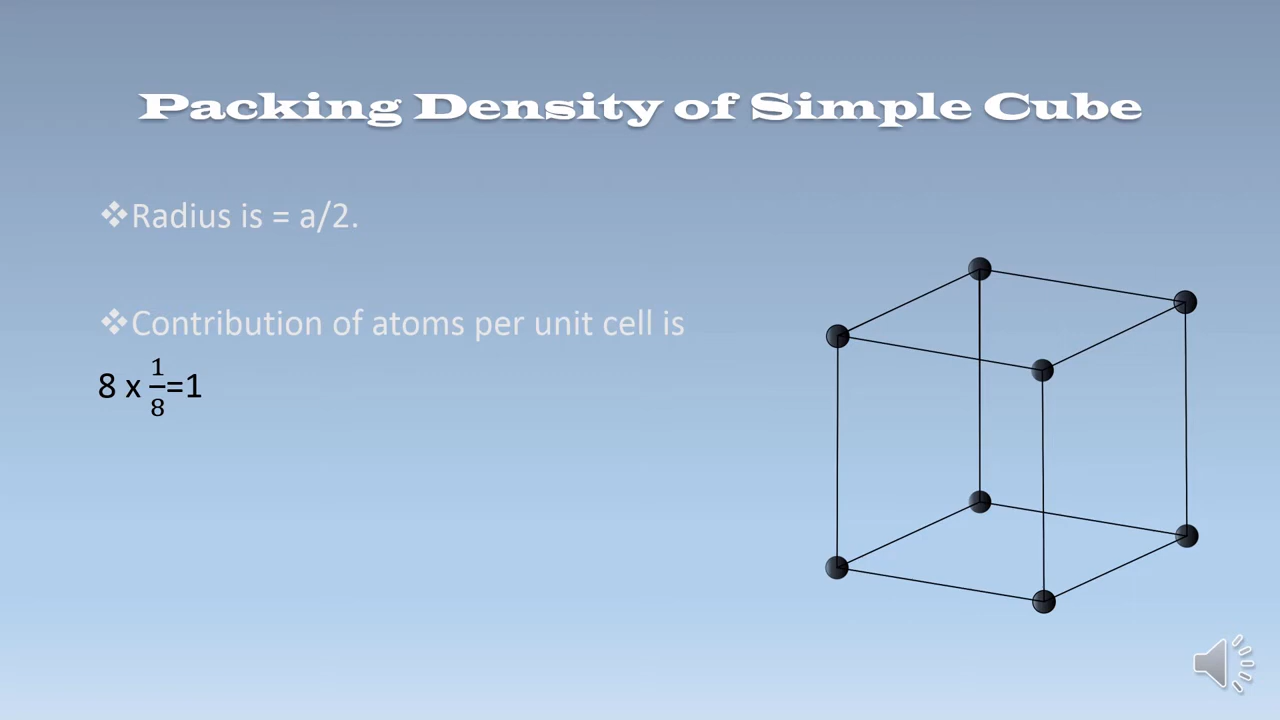 Packing Density of Simple Cube
❖Radius is = a/2.
❖Contribution of atoms per unit cell is
8 x 1/8=1